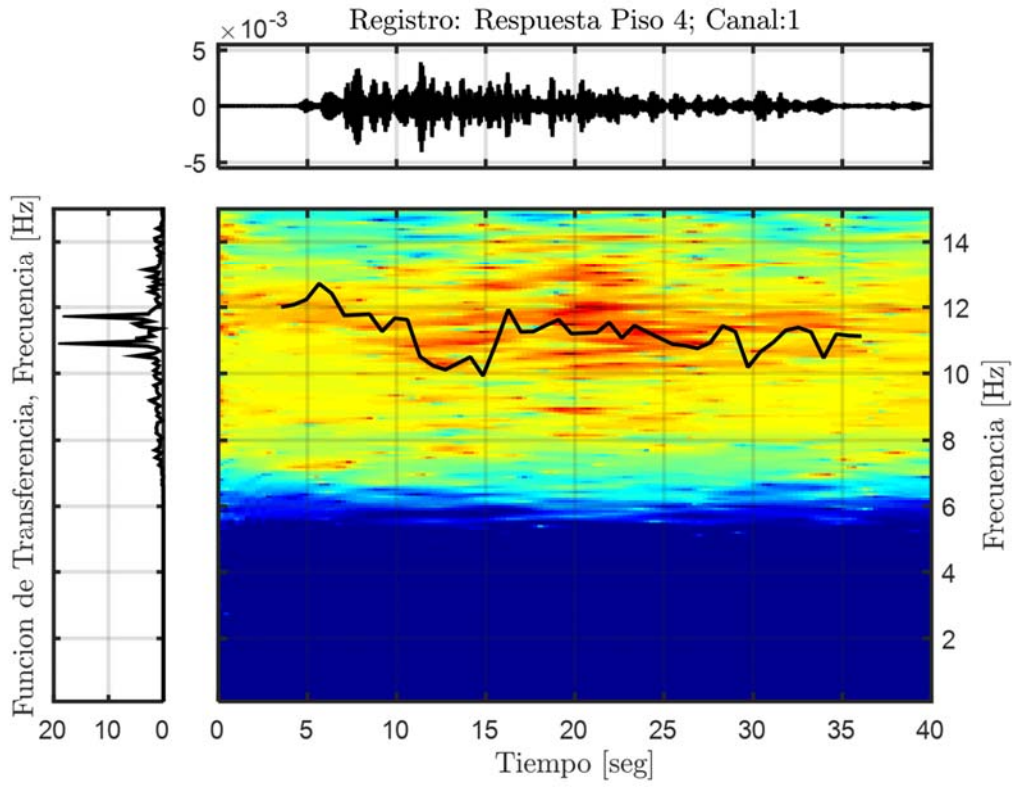 Registro: Respuesta Piso 4; Canal:1
×10-3
5
0
-5
Funcion de Transferencia, Frecuencia [Hz]
20 10 0
14
12
10
8
6
4
2
Frecuencia [Hz]
0 5 10 15 20 25 30 35 40
Tiempo [seg]